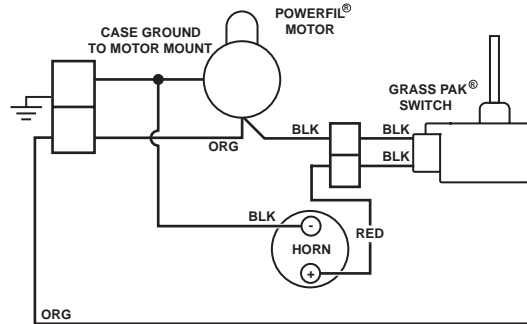 POWERFIL®
MOTOR
CASE GROUND
TO MOTOR MOUNT
GRASS PAK®
SWITCH
BLK
BLK
ORG
BLK
BLK
RED
-
HORN
+
ORG